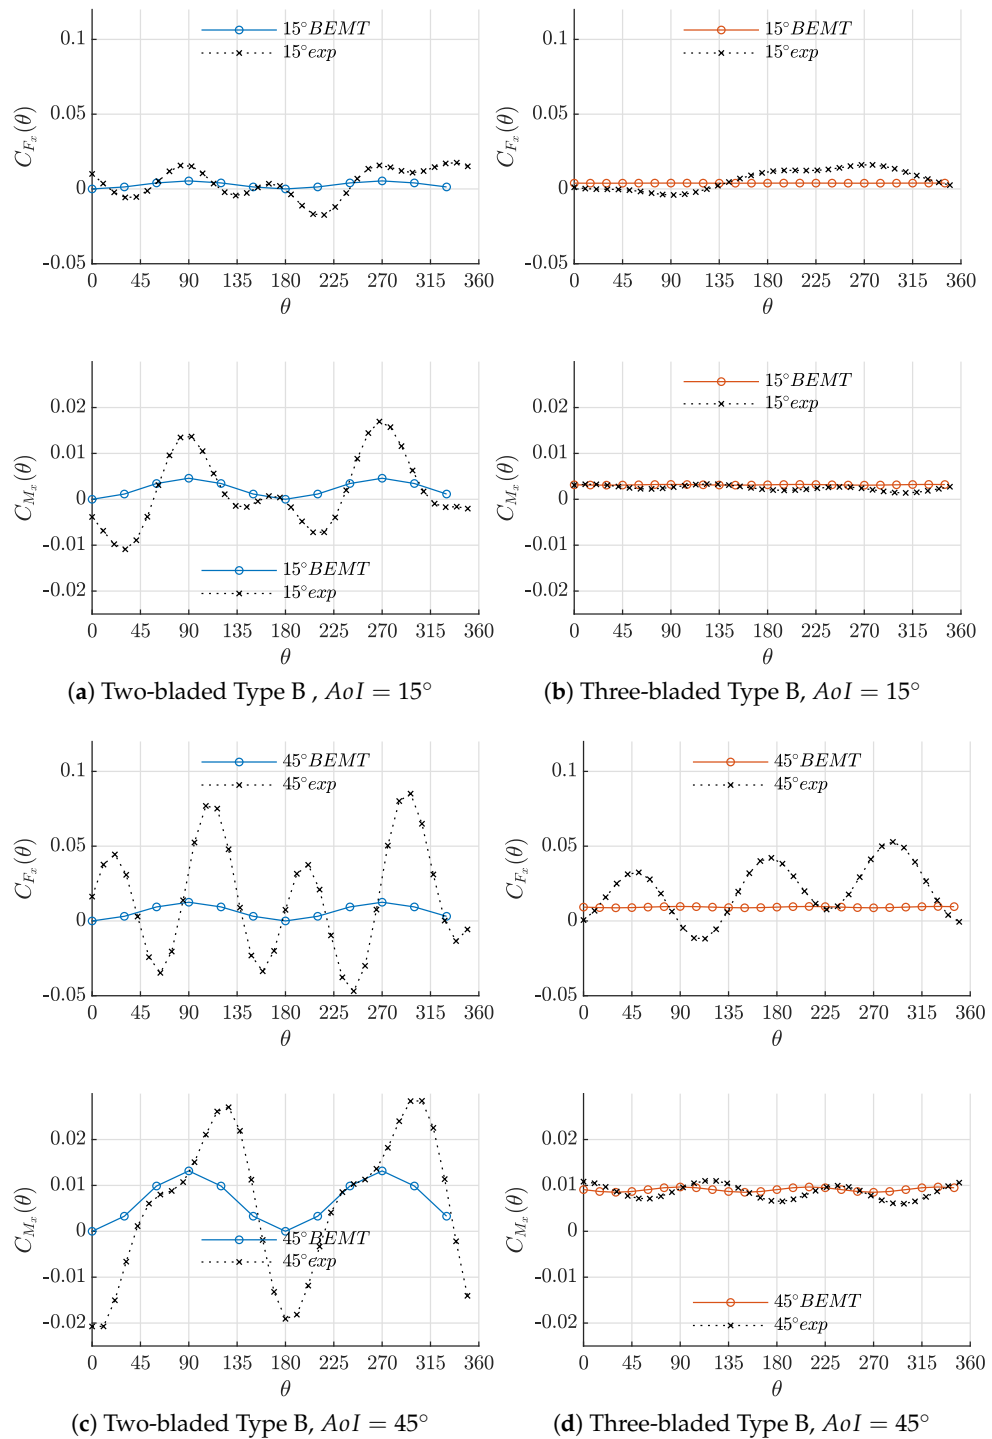 15°BEMT
15°exp
C_{F_x}(θ)
0.1
0.05
0
-0.05
0 45 90 135 180 225 270 315 360
θ
15°BEMT
15°exp
C_{F_x}(θ)
0.1
0.05
0
-0.05
0 45 90 135 180 225 270 315 360
θ
C_{M_x}(θ)
0.02
0.01
0
-0.01
-0.02
15°BEMT
15°exp
0 45 90 135 180 225 270 315 360
θ
15°BEMT
15°exp
C_{M_x}(θ)
0.02
0.01
0
-0.01
-0.02
0 45 90 135 180 225 270 315 360
θ
(a) Two-bladed Type B , AoI = 15°
(b) Three-bladed Type B, AoI = 15°
45°BEMT
45°exp
C_{F_x}(θ)
0.1
0.05
0
-0.05
0 45 90 135 180 225 270 315 360
θ
45°BEMT
45°exp
C_{F_x}(θ)
0.1
0.05
0
-0.05
0 45 90 135 180 225 270 315 360
θ
C_{M_x}(θ)
0.02
0.01
0
-0.01
-0.02
45°BEMT
45°exp
0 45 90 135 180 225 270 315 360
θ
C_{M_x}(θ)
0.02
0.01
0
-0.01
-0.02
45°BEMT
45°exp
0 45 90 135 180 225 270 315 360
θ
(c) Two-bladed Type B, AoI = 45°
(d) Three-bladed Type B, AoI = 45°